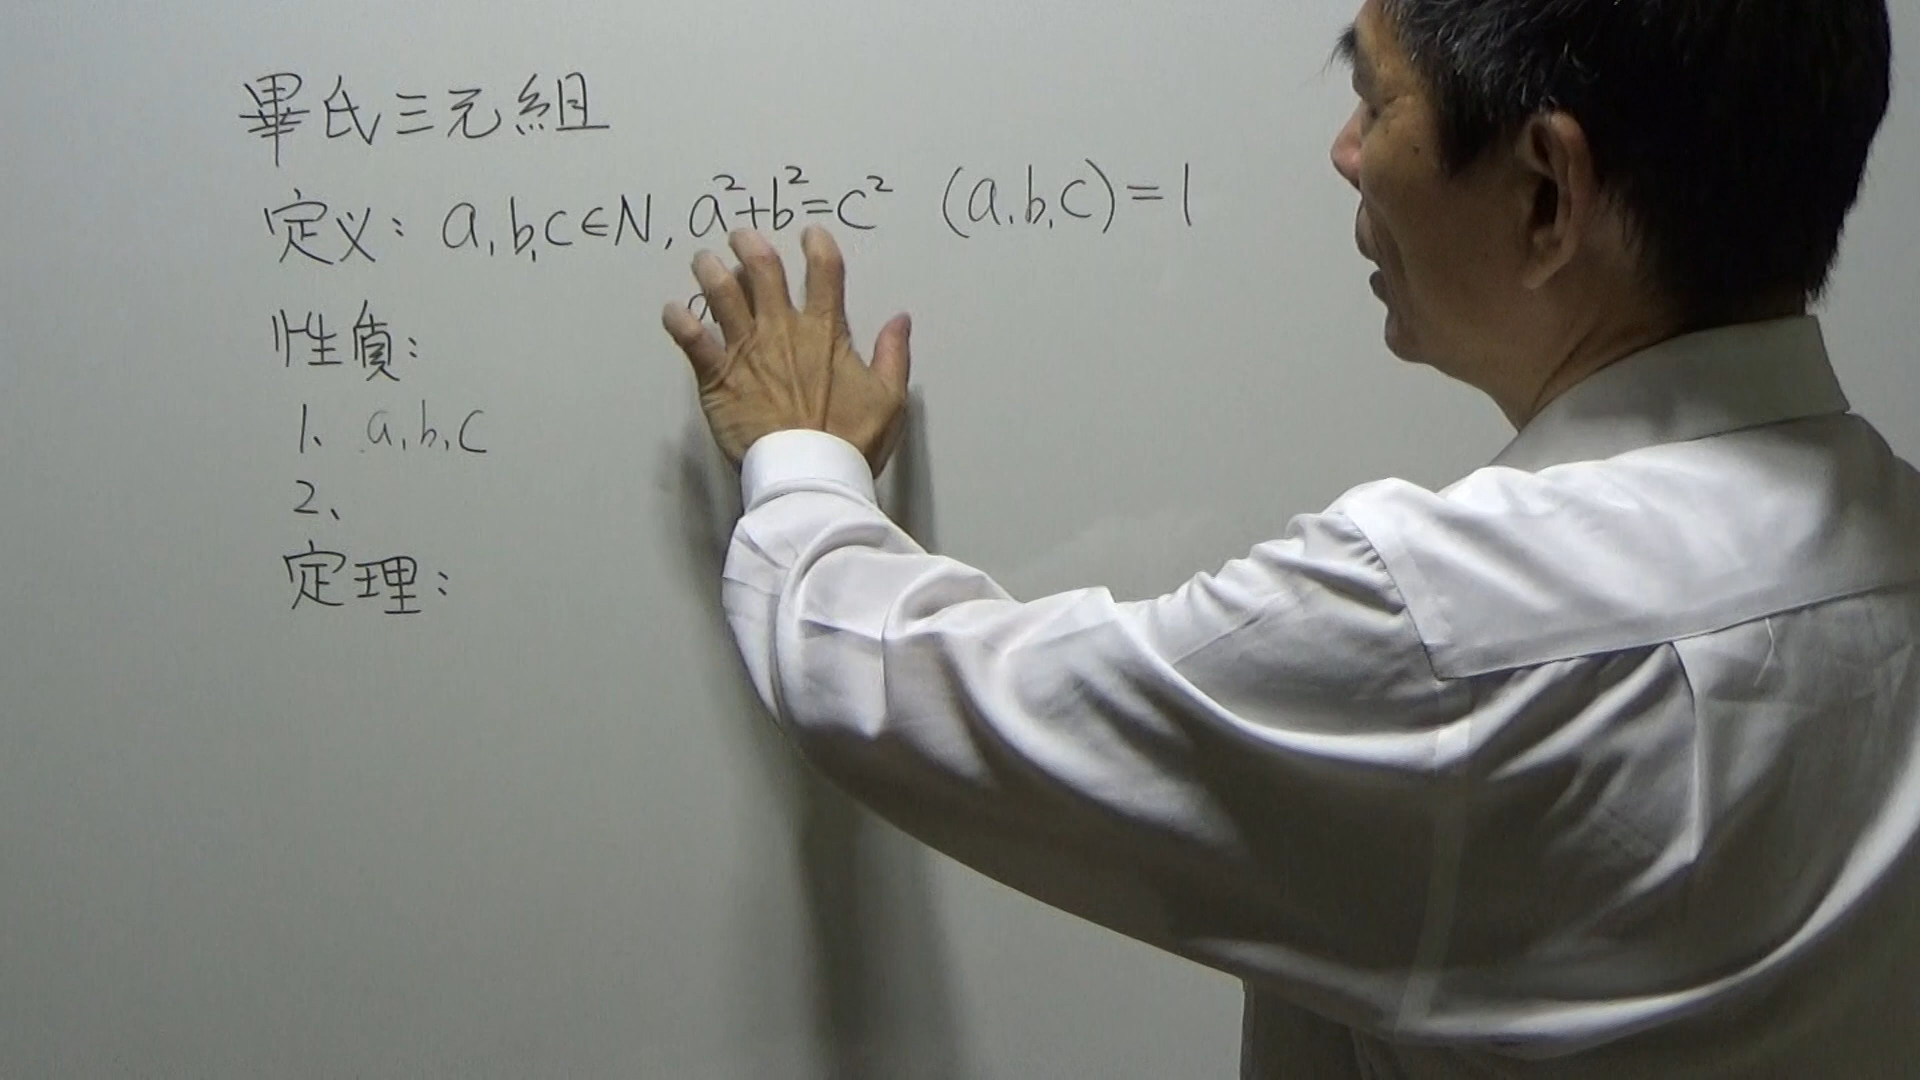 畢氏三元組
定义: a,b,c∈N, a²+b²=c² (a,b,c)=1
a
性質:
1、a,b,c
2、
定理: